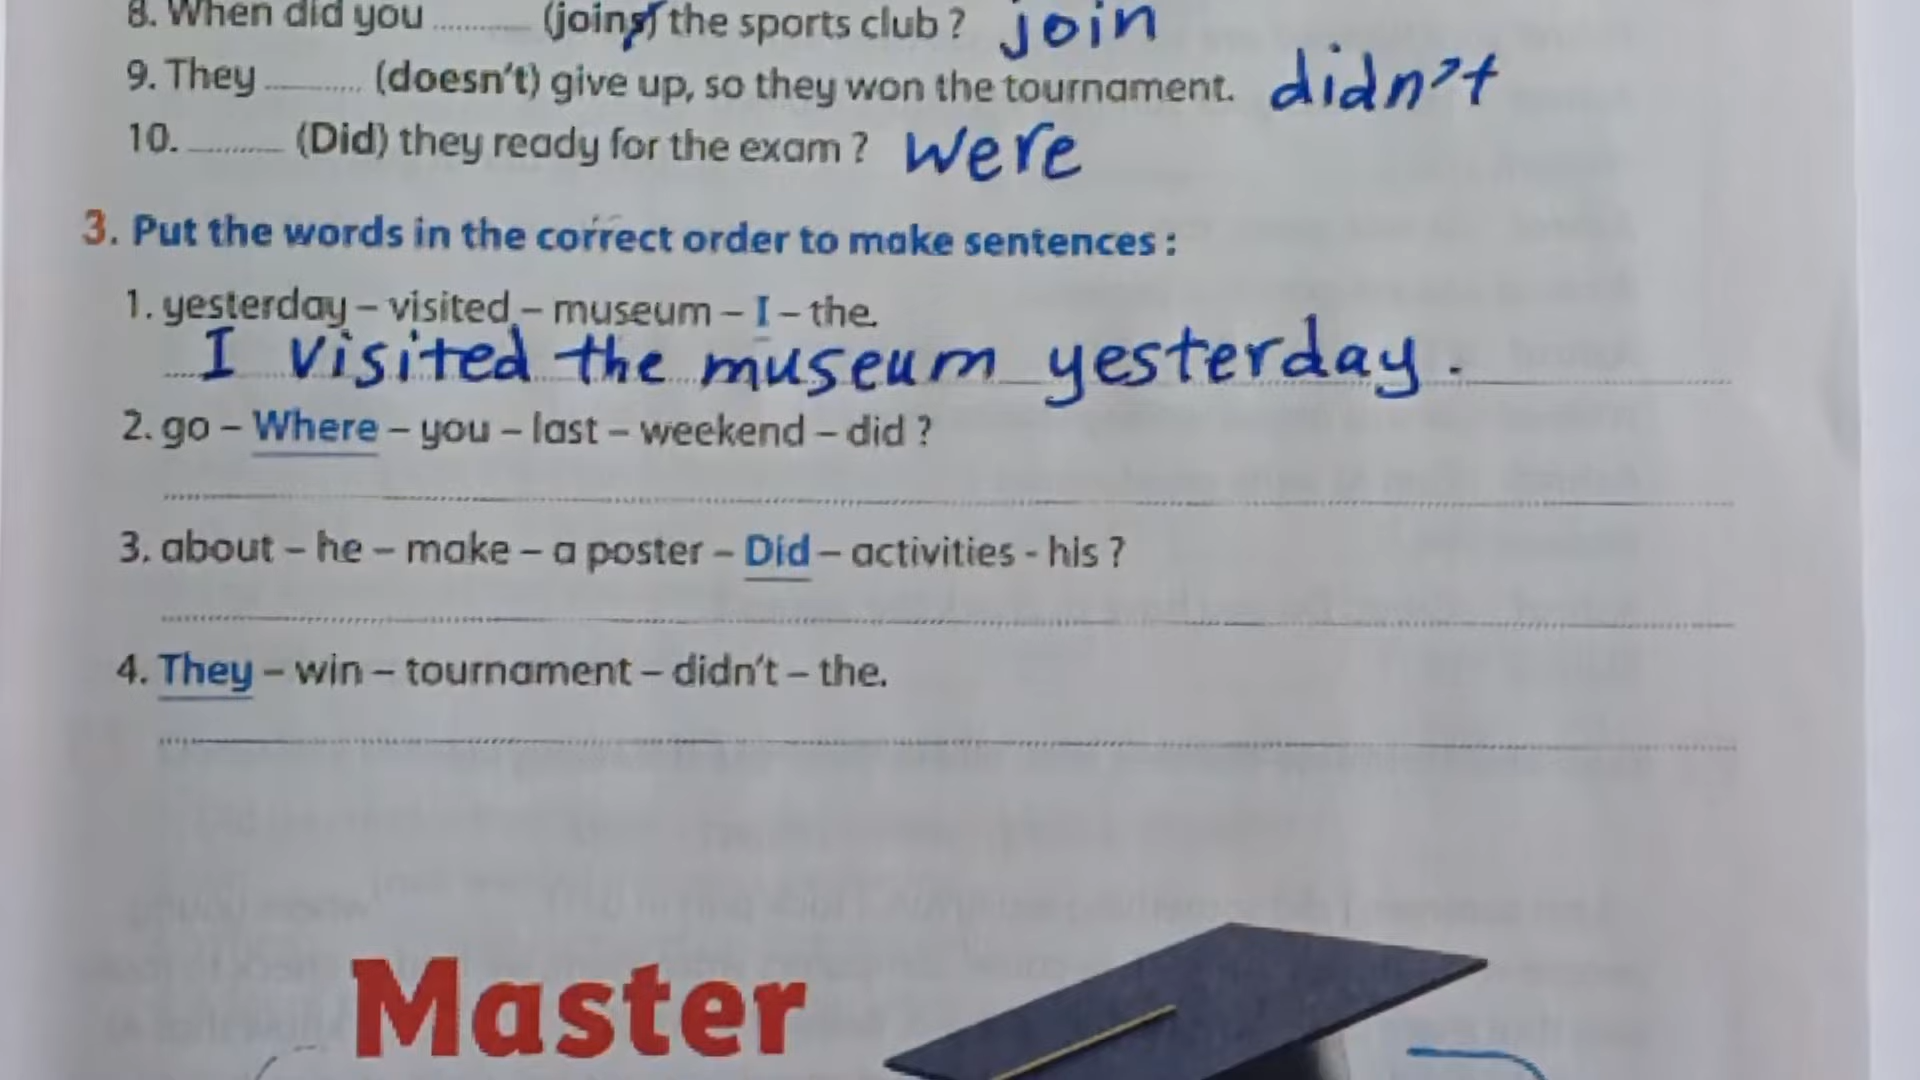 8. When did you ......... (joins) the sports club ? join
9. They .......... (doesn't) give up, so they won the tournament. didn't
10. .......... (Did) they ready for the exam ? were
3. Put the words in the correct order to make sentences :
1. yesterday – visited – museum – I – the.
I visited the museum yesterday.
2. go – Where – you – last – weekend – did ?
3. about – he – make – a poster – Did – activities - his ?
4. They – win – tournament – didn't – the.
Master